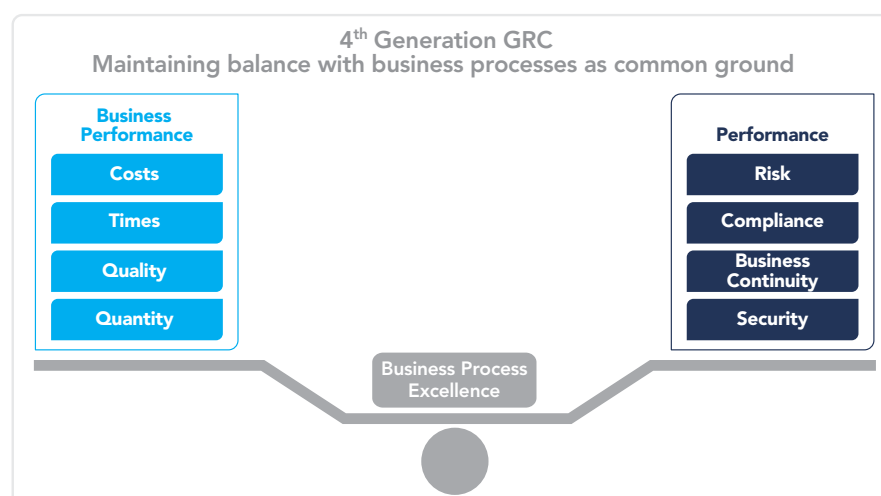 4th Generation GRC
Maintaining balance with business processes as common ground
Business
Performance
Costs
Times
Quality
Quantity
Performance
Risk
Compliance
Business
Continuity
Security
Business Process
Excellence